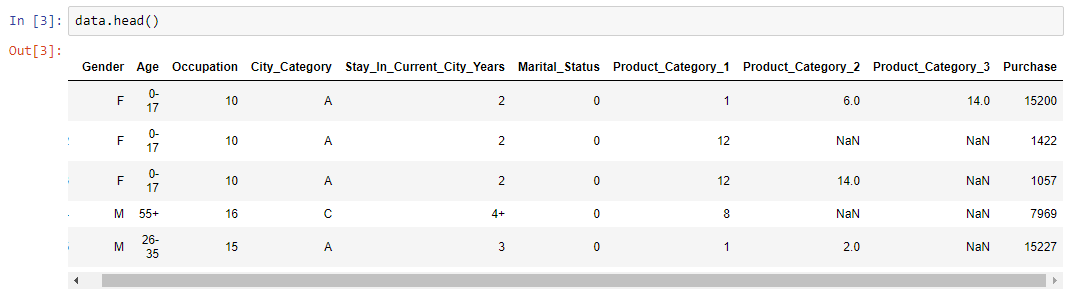 In [3]: data.head()
Out[3]:
Gender Age Occupation City_Category Stay_In_Current_City_Years Marital_Status Product_Category_1 Product_Category_2 Product_Category_3 Purchase
F 0-17 10 A 2 0 1 6.0 14.0 15200
F 0-17 10 A 2 0 12 NaN NaN 1422
F 0-17 10 A 2 0 12 14.0 NaN 1057
M 55+ 16 C 4+ 0 8 NaN NaN 7969
M 26-35 15 A 3 0 1 2.0 NaN 15227